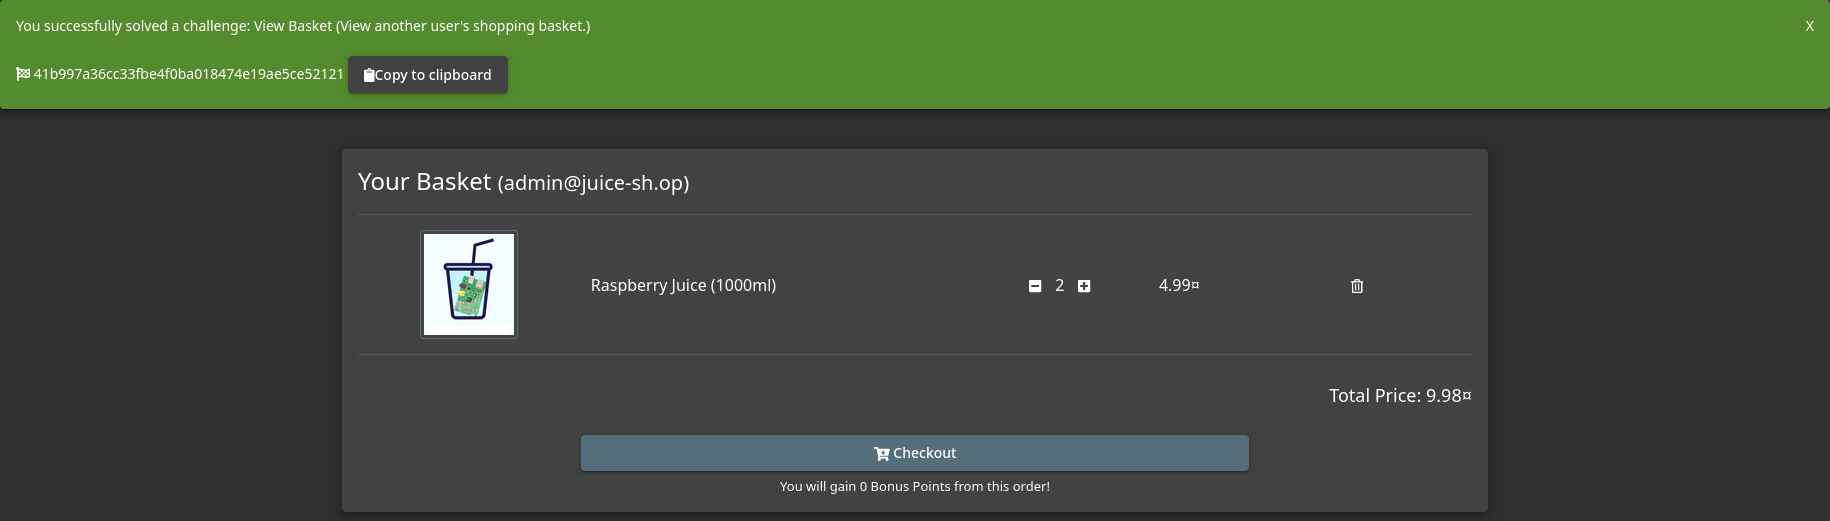 You successfully solved a challenge: View Basket (View another user's shopping basket.)
X
41b997a36cc33fbe4f0ba018474e19ae5ce52121 Copy to clipboard
Your Basket (admin@juice-sh.op)
Raspberry Juice (1000ml) 2 4.99¤
Total Price: 9.98¤
Checkout
You will gain 0 Bonus Points from this order!